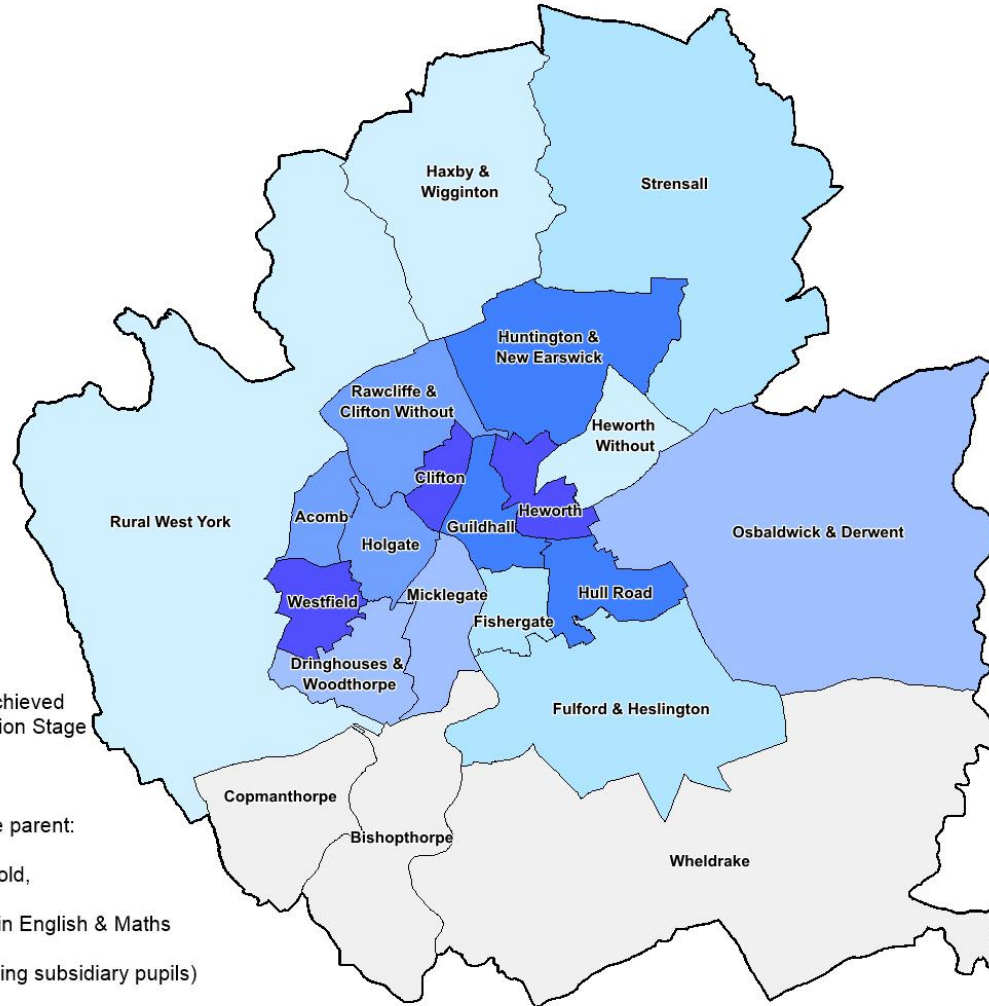 Haxby &
Wigginton
Strensall
Huntington &
New Earswick
Rawcliffe &
Clifton Without
Heworth
Without
Clifton
Rural West York
Acomb
Guildhall
Heworth
Osbaldwick & Derwent
Holgate
Westfield
Micklegate
Hull Road
Fishergate
Dringhouses &
Woodthorpe
Fulford & Heslington
Copmanthorpe
Bishopthorpe
Wheldrake
chieved
ion Stage
e parent:
old,
in English & Maths
ing subsidiary pupils)